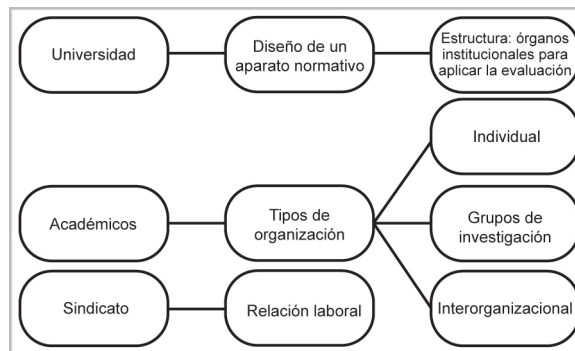 Universidad
Diseño de un
aparato normativo
Estructura: órganos
institucionales para
aplicar la evaluación
Individual
Académicos
Tipos de
organización
Grupos de
investigación
Sindicato
Relación laboral
Interorganizacional